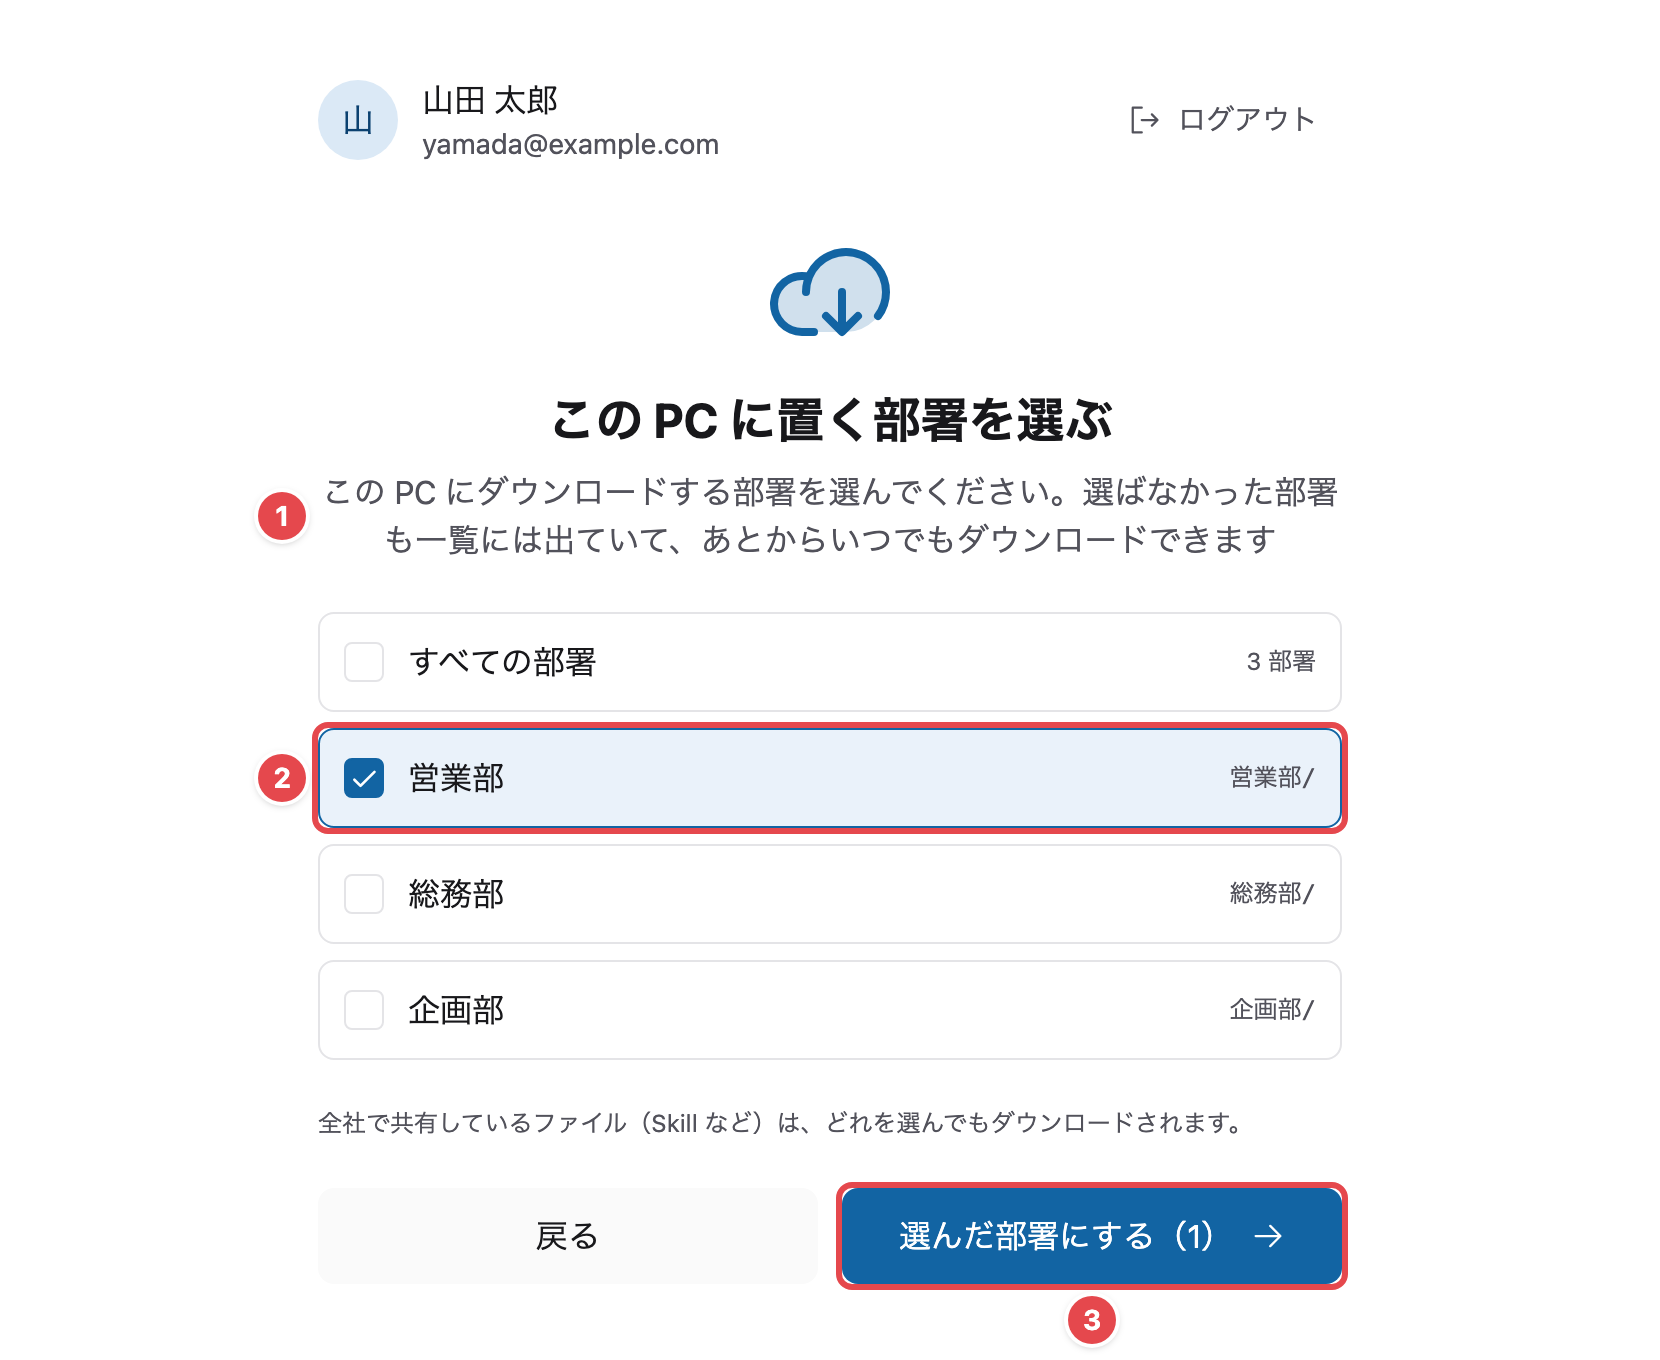 山
山田 太郎
yamada@example.com
ログアウト
この PC に置く部署を選ぶ
1
この PC にダウンロードする部署を選んでください。選ばなかった部署
も一覧には出ていて、あとからいつでもダウンロードできます
すべての部署
3 部署
2
営業部
営業部/
総務部
総務部/
企画部
企画部/
全社で共有しているファイル（Skill など）は、どれを選んでもダウンロードされます。
戻る
選んだ部署にする（1） →
3